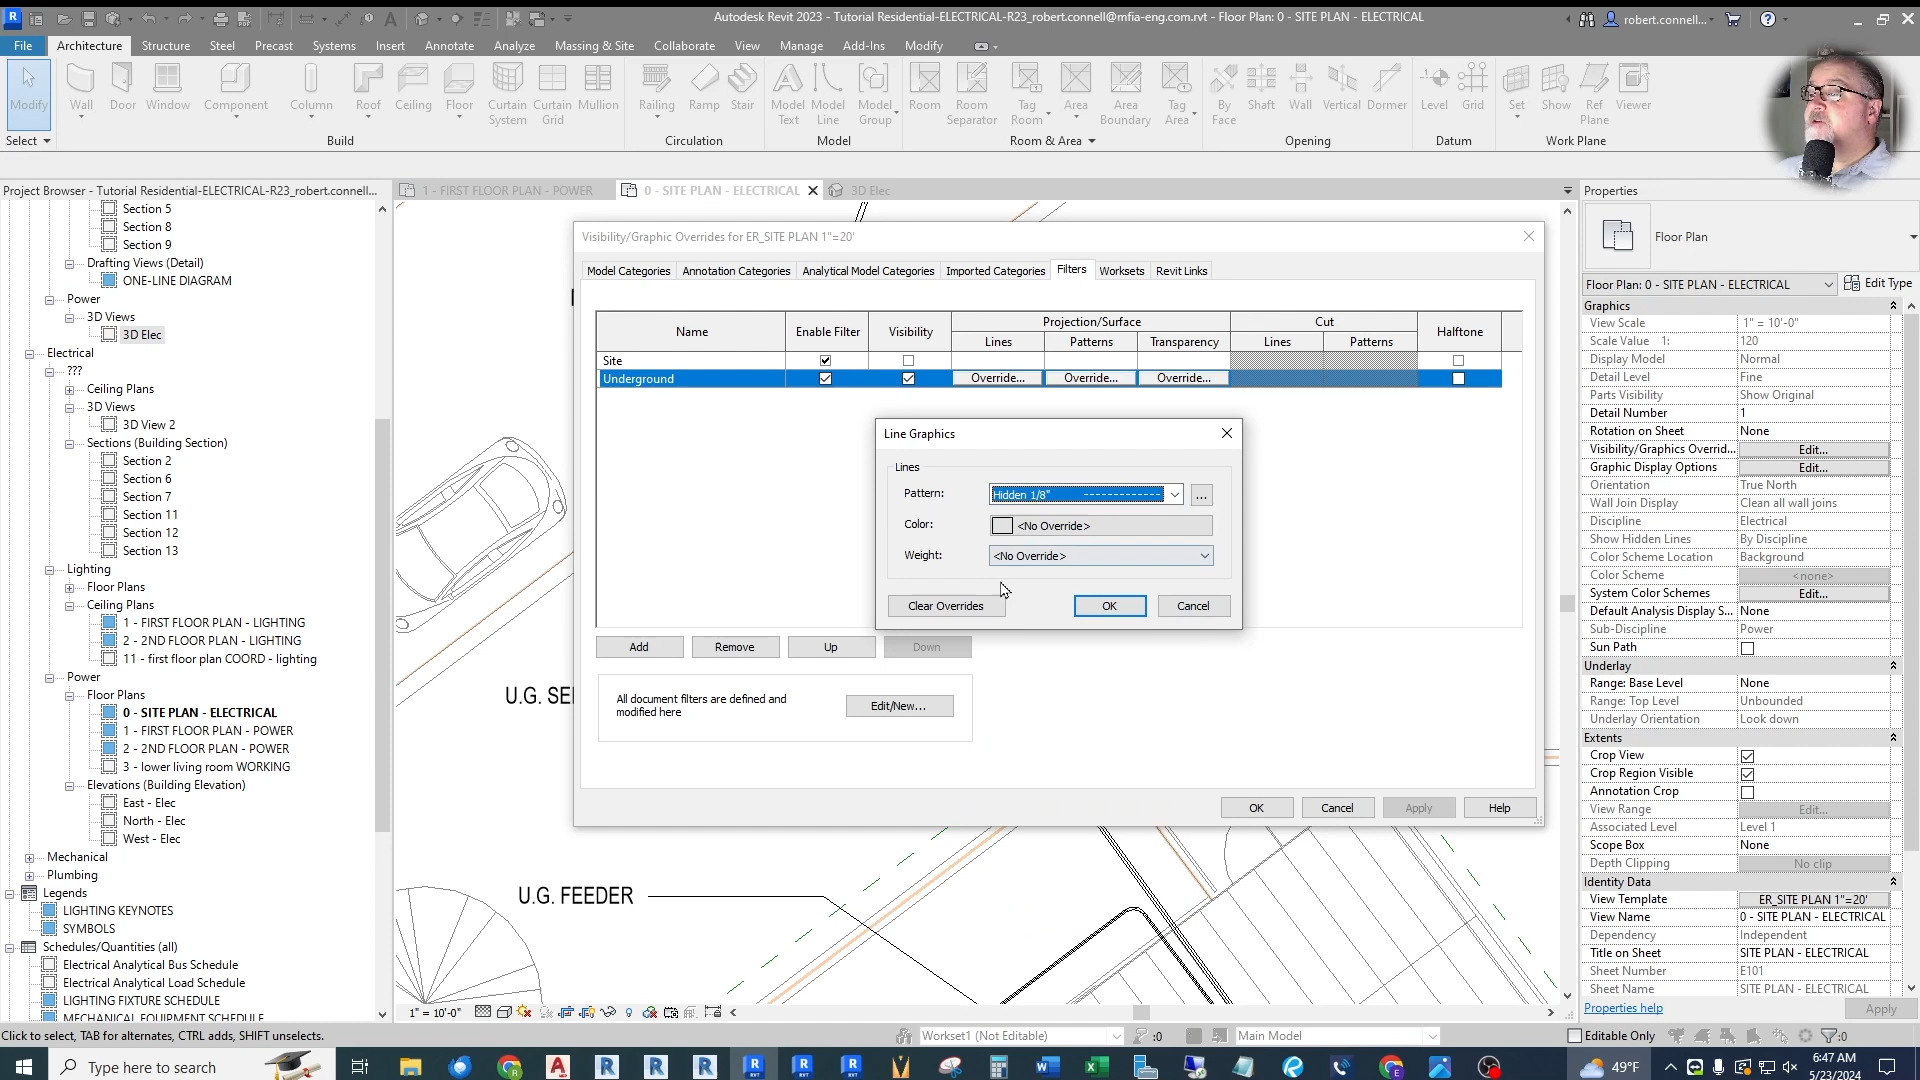 Autodesk Revit 2023 - Tutorial Residential-ELECTRICAL-R23_robert.connell@mfia-eng.com.rvt - Floor Plan: 0 - SITE PLAN - ELECTRICAL
robert.connell...
File Architecture Structure Steel Precast Systems Insert Annotate Analyze Massing & Site Collaborate View Manage Add-Ins Modify
Modify Wall Door Window Component Column Roof Ceiling Floor Curtain System Curtain Grid Mullion Railing Ramp Stair Model Text Model Line Model Group Room Room Separator Tag Room Area Area Boundary Tag Area By Face Shaft Wall Vertical Dormer Level Grid Set Show Ref Plane Viewer
Select Build Circulation Model Room & Area Opening Datum Work Plane
Project Browser - Tutorial Residential-ELECTRICAL-R23_robert.connell...
Section 5
Section 8
Section 9
Drafting Views (Detail)
ONE-LINE DIAGRAM
Power
3D Views
3D Elec
Electrical
???
Ceiling Plans
3D Views
3D View 2
Sections (Building Section)
Section 2
Section 6
Section 7
Section 11
Section 12
Section 13
Lighting
Floor Plans
Ceiling Plans
1 - FIRST FLOOR PLAN - LIGHTING
2 - 2ND FLOOR PLAN - LIGHTING
11 - first floor plan COORD - lighting
Power
Floor Plans
0 - SITE PLAN - ELECTRICAL
1 - FIRST FLOOR PLAN - POWER
2 - 2ND FLOOR PLAN - POWER
3 - lower living room WORKING
Elevations (Building Elevation)
East - Elec
North - Elec
West - Elec
Mechanical
Plumbing
Legends
LIGHTING KEYNOTES
SYMBOLS
Schedules/Quantities (all)
Electrical Analytical Bus Schedule
Electrical Analytical Load Schedule
LIGHTING FIXTURE SCHEDULE
MECHANICAL EQUIPMENT SCHEDULE
1 - FIRST FLOOR PLAN - POWER
0 - SITE PLAN - ELECTRICAL
3D Elec
U.G. SE
U.G. FEEDER
Visibility/Graphic Overrides for ER_SITE PLAN 1"=20'
Model Categories Annotation Categories Analytical Model Categories Imported Categories Filters Worksets Revit Links
Name Enable Filter Visibility Projection/Surface Cut Halftone
Lines Patterns Transparency Lines Patterns
Site
Underground Override... Override... Override...
Line Graphics
Lines
Pattern: Hidden 1/8" ...
Color: <No Override>
Weight: <No Override>
Clear Overrides OK Cancel
Add Remove Up Down
All document filters are defined and modified here
Edit/New...
OK Cancel Apply Help
Properties
Floor Plan
Floor Plan: 0 - SITE PLAN - ELECTRICAL Edit Type
Graphics
View Scale 1" = 10'-0"
Scale Value 1: 120
Display Model Normal
Detail Level Fine
Parts Visibility Show Original
Detail Number 1
Rotation on Sheet None
Visibility/Graphics Overrid... Edit...
Graphic Display Options Edit...
Orientation True North
Wall Join Display Clean all wall joins
Discipline Electrical
Show Hidden Lines By Discipline
Color Scheme Location Background
Color Scheme <none>
System Color Schemes Edit...
Default Analysis Display S... None
Sub-Discipline Power
Sun Path
Underlay
Range: Base Level None
Range: Top Level Unbounded
Underlay Orientation Look down
Extents
Crop View
Crop Region Visible
Annotation Crop
View Range Edit...
Associated Level Level 1
Scope Box None
Depth Clipping No clip
Identity Data
View Template ER_SITE PLAN 1"=20'
View Name 0 - SITE PLAN - ELECTRICAL
Dependency Independent
Title on Sheet SITE PLAN - ELECTRICAL
Sheet Number E101
Sheet Name SITE PLAN - ELECTRICAL
Properties help Apply
1" = 10'-0"
Click to select, TAB for alternates, CTRL adds, SHIFT unselects.
Workset1 (Not Editable) :0 Main Model Editable Only :0
Type here to search
49°F
6:47 AM
5/23/2024